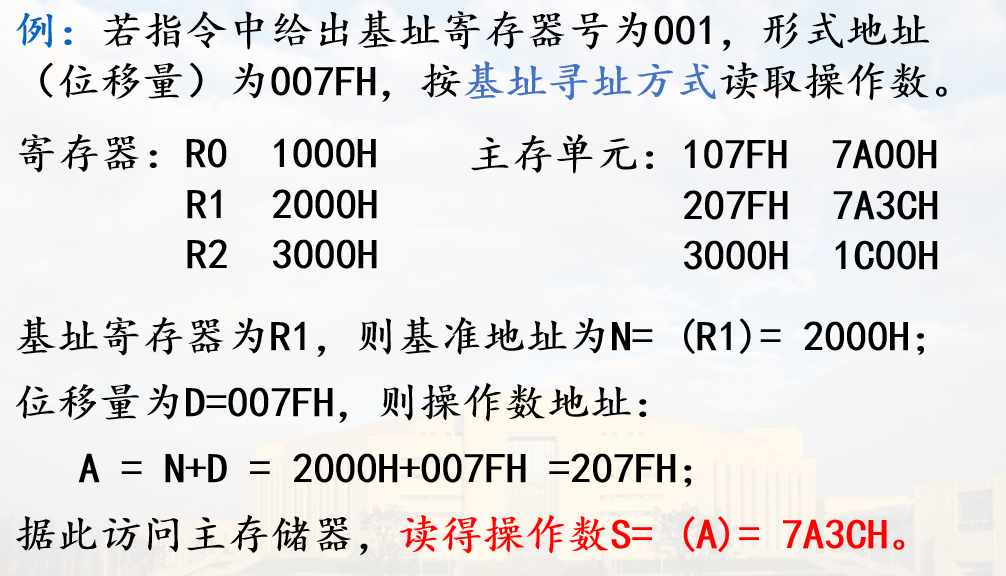 例：若指令中给出基址寄存器号为001，形式地址
（位移量）为007FH，按基址寻址方式读取操作数。
寄存器：R0 1000H 主存单元：107FH 7A00H
R1 2000H 207FH 7A3CH
R2 3000H 3000H 1C00H
基址寄存器为R1，则基准地址为N= (R1)= 2000H；
位移量为D=007FH，则操作数地址：
A = N+D = 2000H+007FH =207FH；
据此访问主存储器，读得操作数S= (A)= 7A3CH。